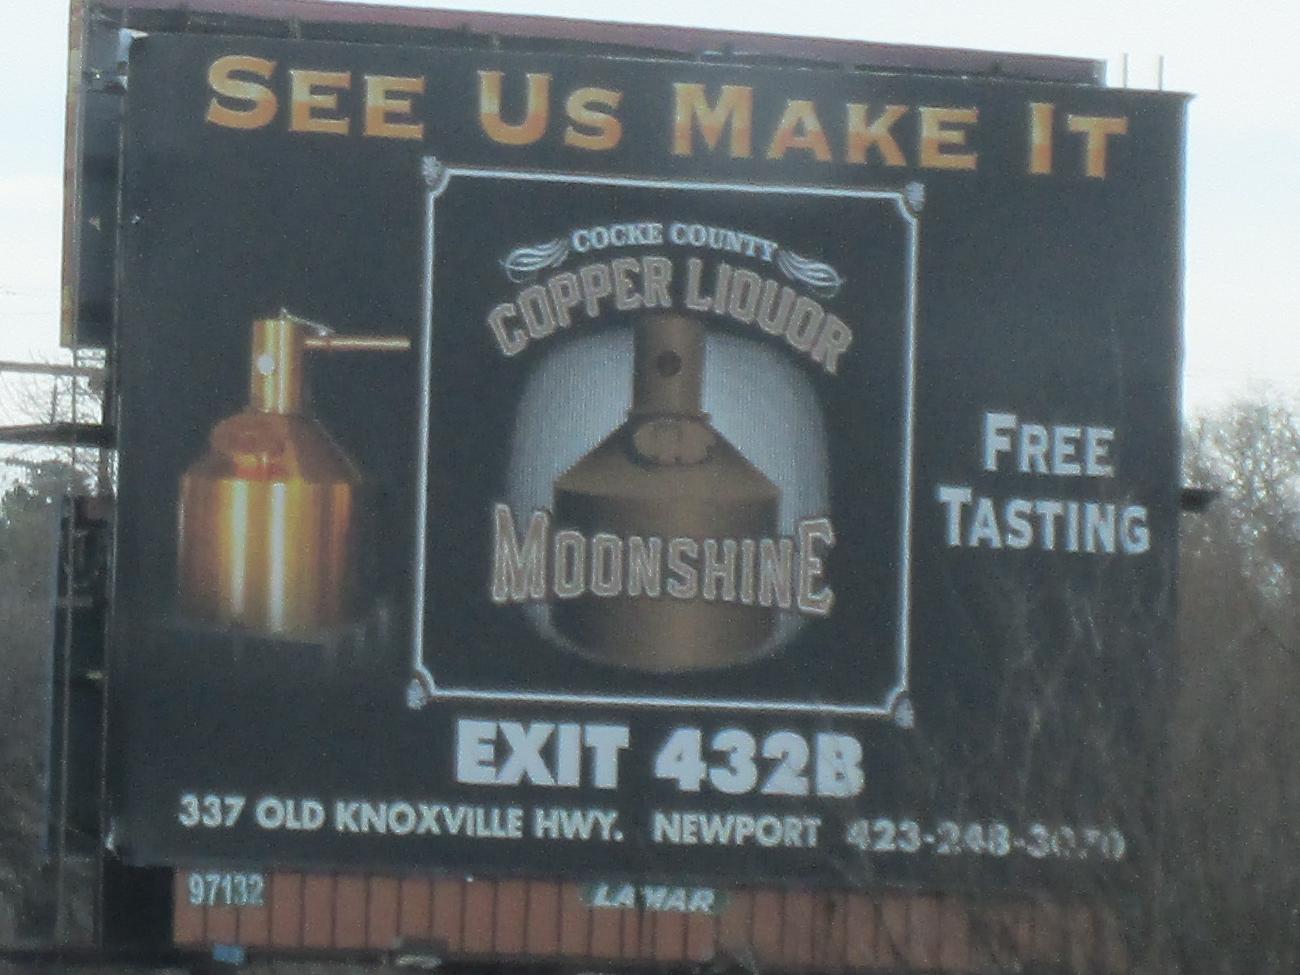 SEE US MAKE IT
COCKE COUNTY
COPPER LIQUOR
MOONSHINE
FREE
TASTING
EXIT 432B
337 OLD KNOXVILLE HWY. NEWPORT
97132
LAMAR